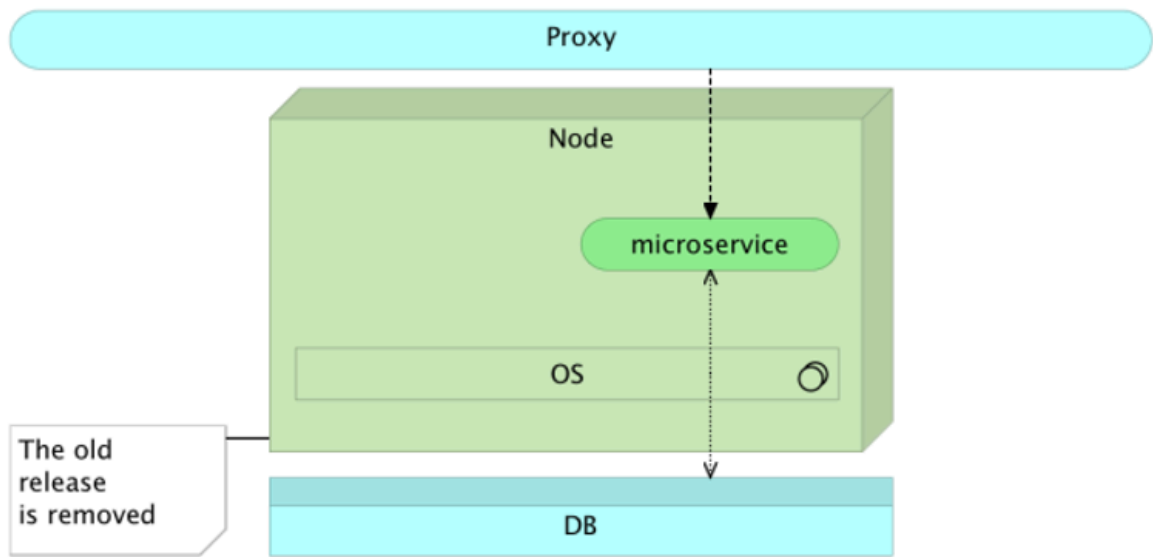 Proxy
Node
microservice
OS
The old
release
is removed
DB